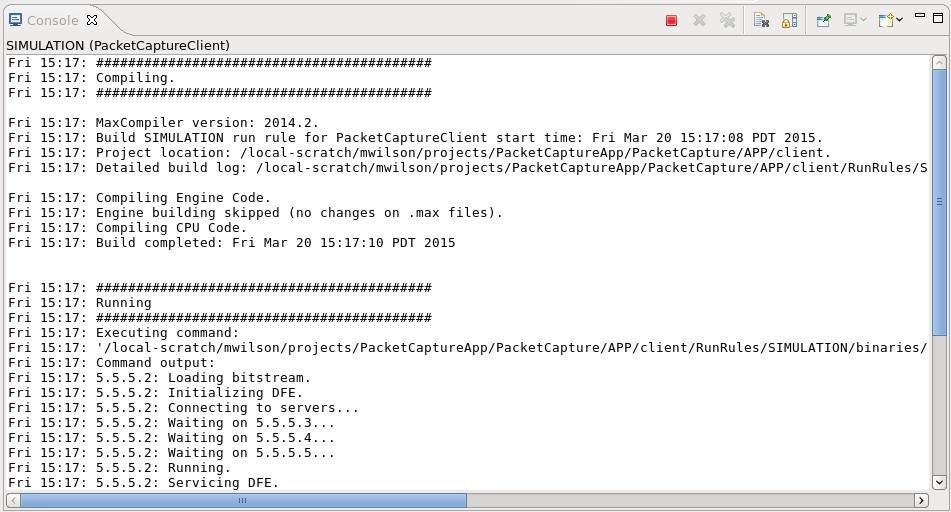 Console
SIMULATION (PacketCaptureClient)
Fri 15:17: ##########################################
Fri 15:17: Compiling.
Fri 15:17: ##########################################
Fri 15:17: MaxCompiler version: 2014.2.
Fri 15:17: Build SIMULATION run rule for PacketCaptureClient start time: Fri Mar 20 15:17:08 PDT 2015.
Fri 15:17: Project location: /local-scratch/mwilson/projects/PacketCaptureApp/PacketCapture/APP/client.
Fri 15:17: Detailed build log: /local-scratch/mwilson/projects/PacketCaptureApp/PacketCapture/APP/client/RunRules/S
Fri 15:17: Compiling Engine Code.
Fri 15:17: Engine building skipped (no changes on .max files).
Fri 15:17: Compiling CPU Code.
Fri 15:17: Build completed: Fri Mar 20 15:17:10 PDT 2015
Fri 15:17: ##########################################
Fri 15:17: Running
Fri 15:17: ##########################################
Fri 15:17: Executing command:
Fri 15:17: '/local-scratch/mwilson/projects/PacketCaptureApp/PacketCapture/APP/client/RunRules/SIMULATION/binaries/
Fri 15:17: Command output:
Fri 15:17: 5.5.5.2: Loading bitstream.
Fri 15:17: 5.5.5.2: Initializing DFE.
Fri 15:17: 5.5.5.2: Connecting to servers...
Fri 15:17: 5.5.5.2: Waiting on 5.5.5.3...
Fri 15:17: 5.5.5.2: Waiting on 5.5.5.4...
Fri 15:17: 5.5.5.2: Waiting on 5.5.5.5...
Fri 15:17: 5.5.5.2: Running.
Fri 15:17: 5.5.5.2: Servicing DFE.